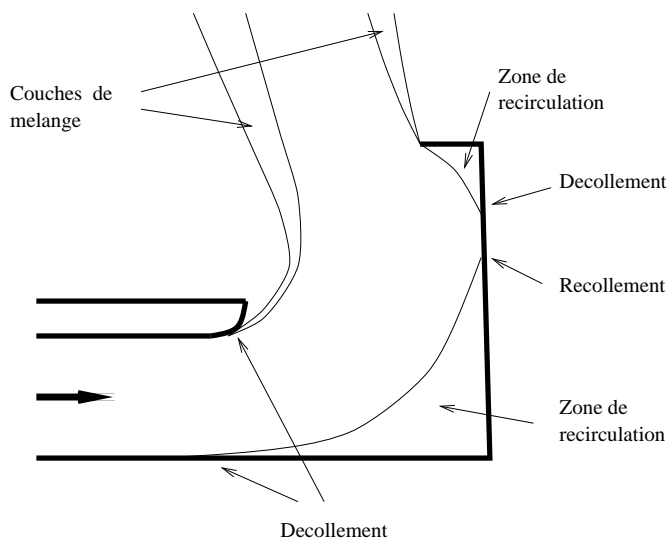 Zone de
recirculation
Couches de
melange
Decollement
Recollement
Zone de
recirculation
Decollement